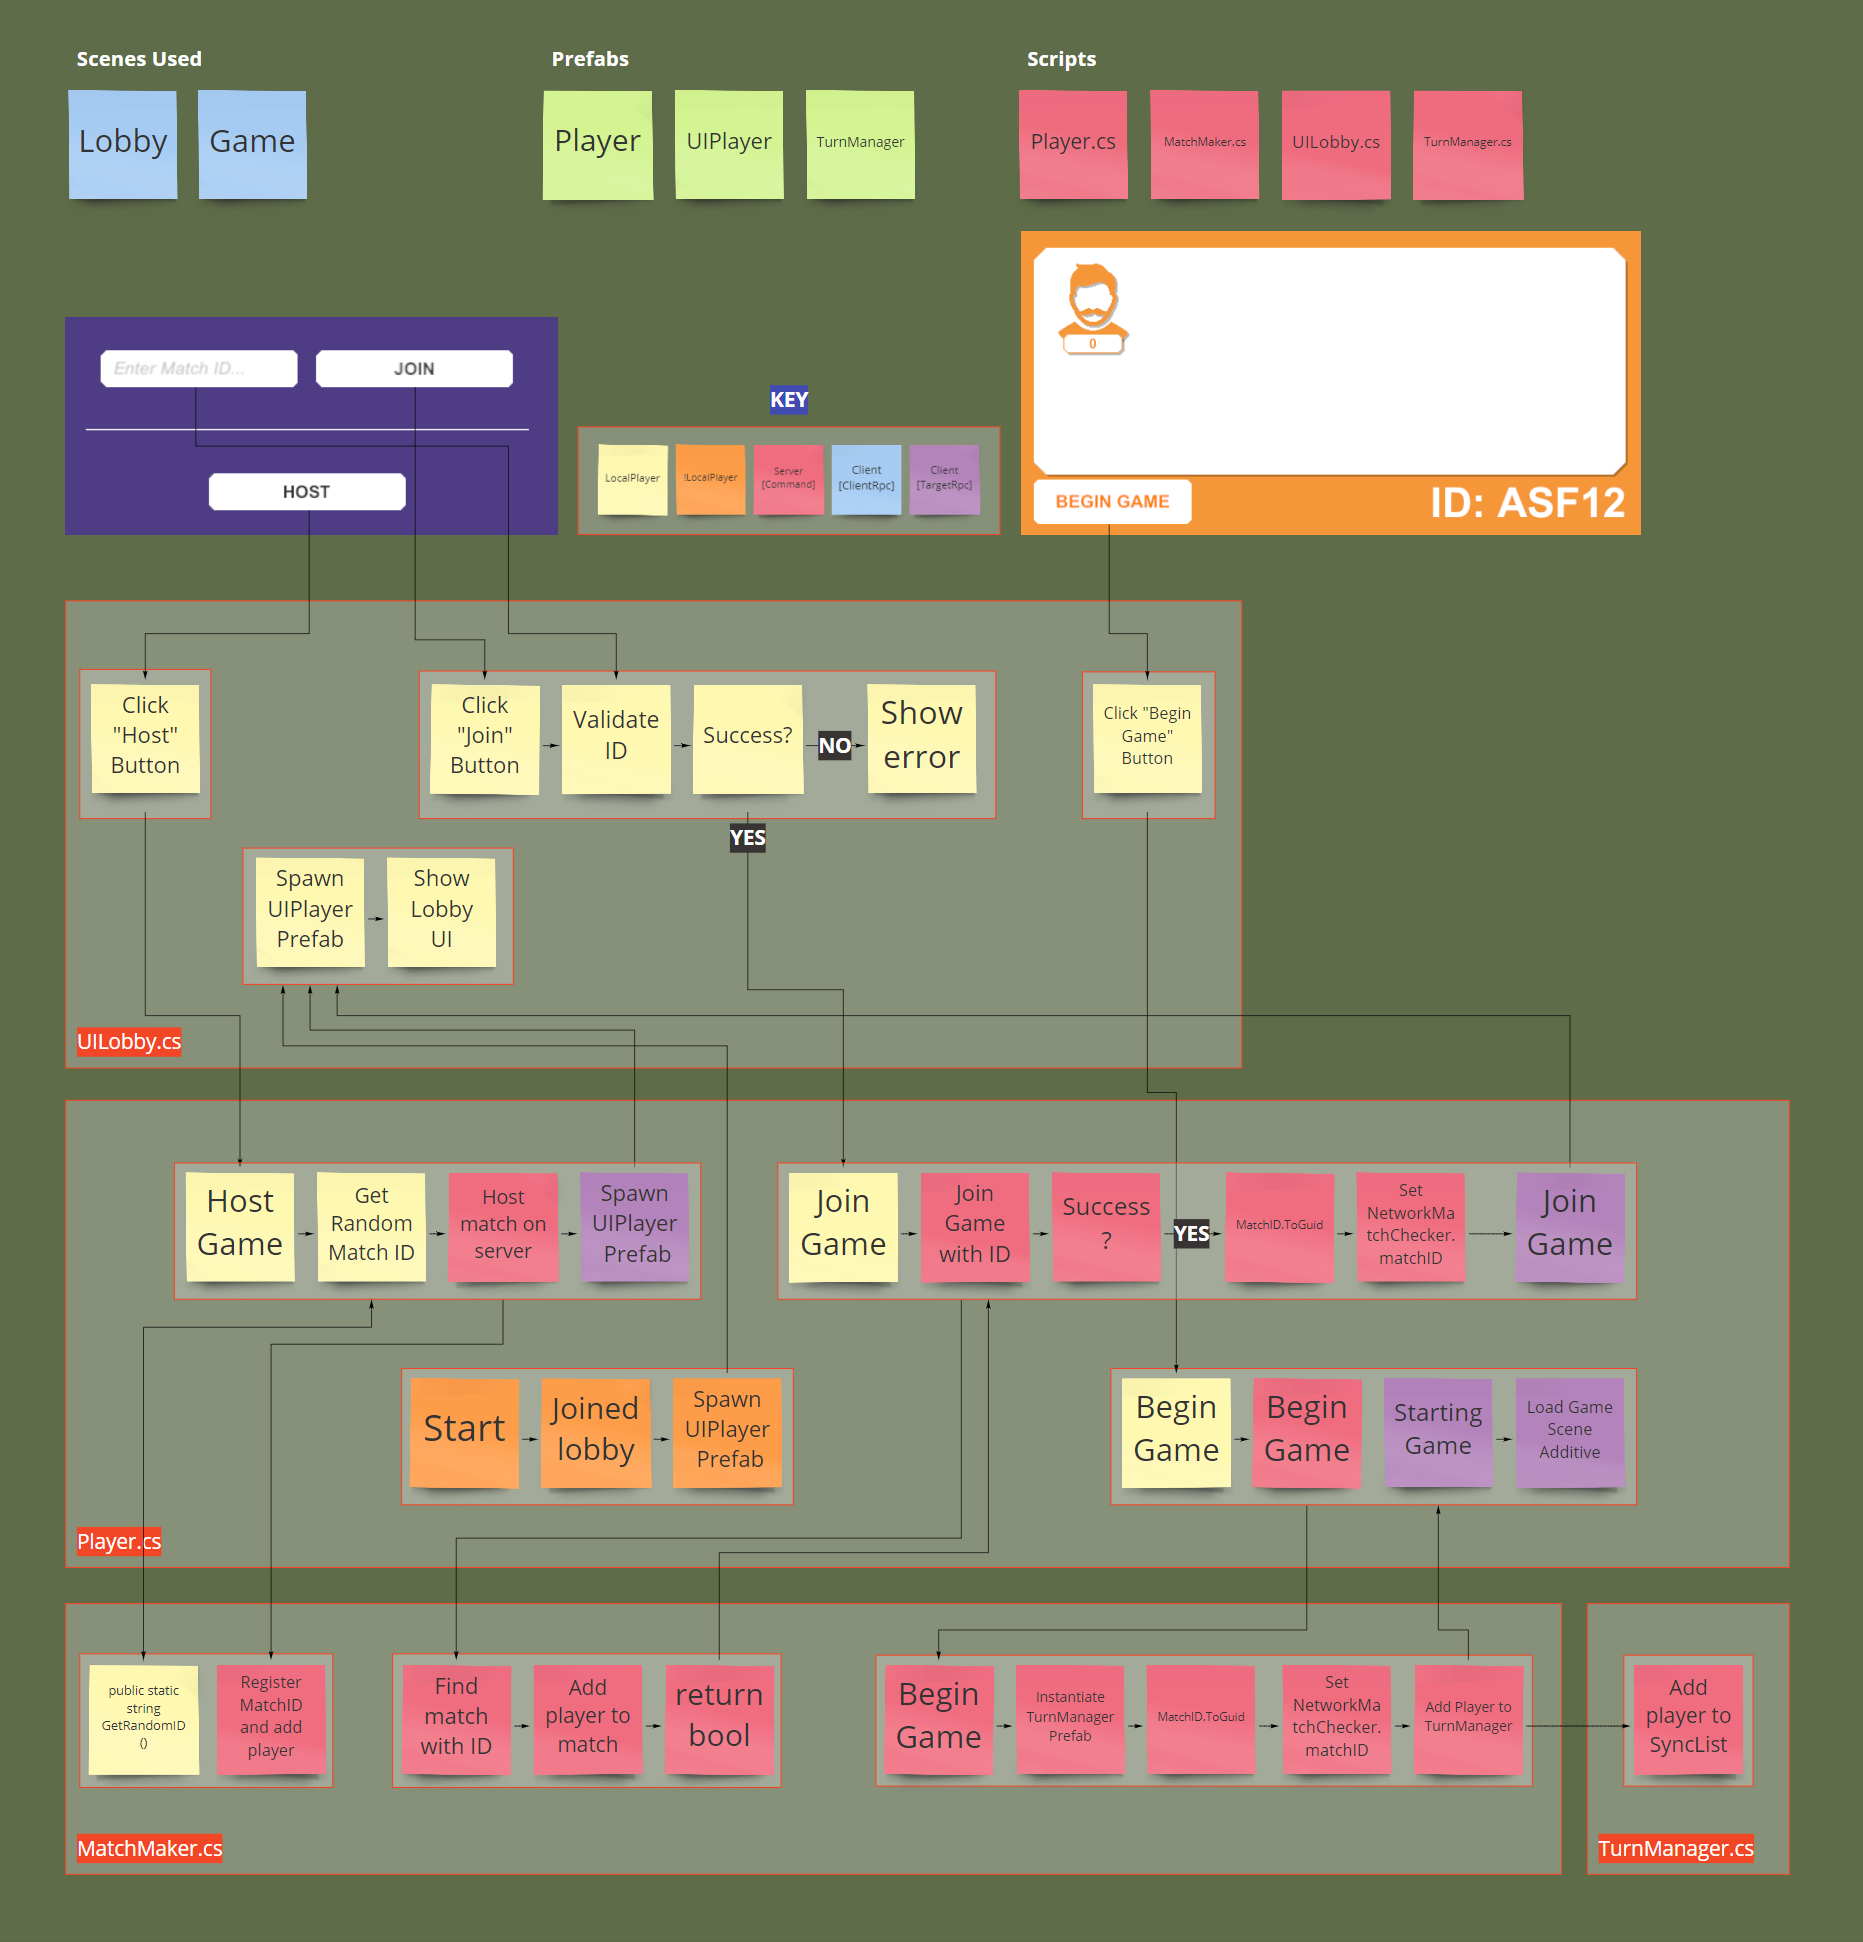 Scenes Used
Prefabs
Scripts
Lobby
Game
Player
UIPlayer
TurnManager
Player.cs
MatchMaker.cs
UILobby.cs
TurnManager.cs
0
Enter Match ID...
JOIN
KEY
LocalPlayer
!LocalPlayer
Server
[Command]
Client
[ClientRpc]
Client
[TargetRpc]
HOST
BEGIN GAME
ID: ASF12
Click
"Host"
Button
Click
"Join"
Button
Validate
ID
Success?
NO
Show
error
Click "Begin
Game"
Button
YES
Spawn
UIPlayer
Prefab
Show
Lobby
UI
UILobby.cs
Host
Game
Get
Random
Match ID
Host
match on
server
Spawn
UIPlayer
Prefab
Join
Game
Join
Game
with ID
Success
?
YES
MatchID.ToGuid
Set
NetworkMa
tchChecker.
matchID
Join
Game
Start
Joined
lobby
Spawn
UIPlayer
Prefab
Begin
Game
Begin
Game
Starting
Game
Load Game
Scene
Additive
Player.cs
public static
string
GetRandomID
()
Register
MatchID
and add
player
Find
match
with ID
Add
player to
match
return
bool
Begin
Game
Instantiate
TurnManager
Prefab
MatchID.ToGuid
Set
NetworkMa
tchChecker.
matchID
Add Player to
TurnManager
Add
player to
SyncList
MatchMaker.cs
TurnManager.cs